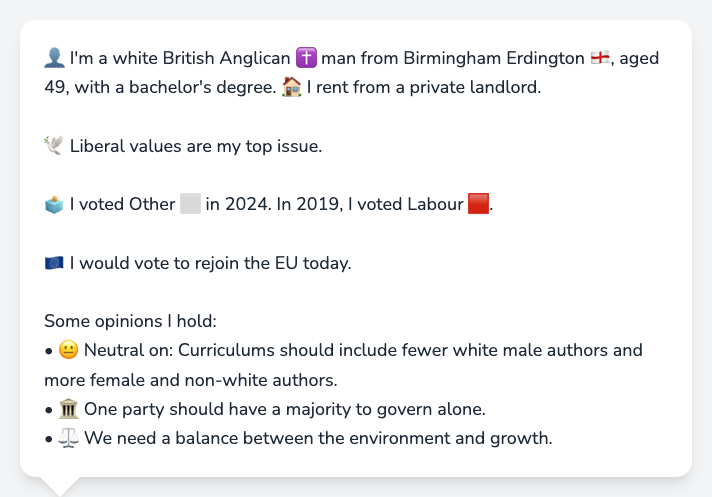 👤 I'm a white British Anglican ✝️ man from Birmingham Erdington 🏴󠁧󠁢󠁥󠁮󠁧󠁿, aged
49, with a bachelor's degree. 🏠 I rent from a private landlord.
🕊️ Liberal values are my top issue.
🗳️ I voted Other ⬜ in 2024. In 2019, I voted Labour 🟥.
🇪🇺 I would vote to rejoin the EU today.
Some opinions I hold:
• 😐 Neutral on: Curriculums should include fewer white male authors and
more female and non-white authors.
• 🏛️ One party should have a majority to govern alone.
• ⚖️ We need a balance between the environment and growth.